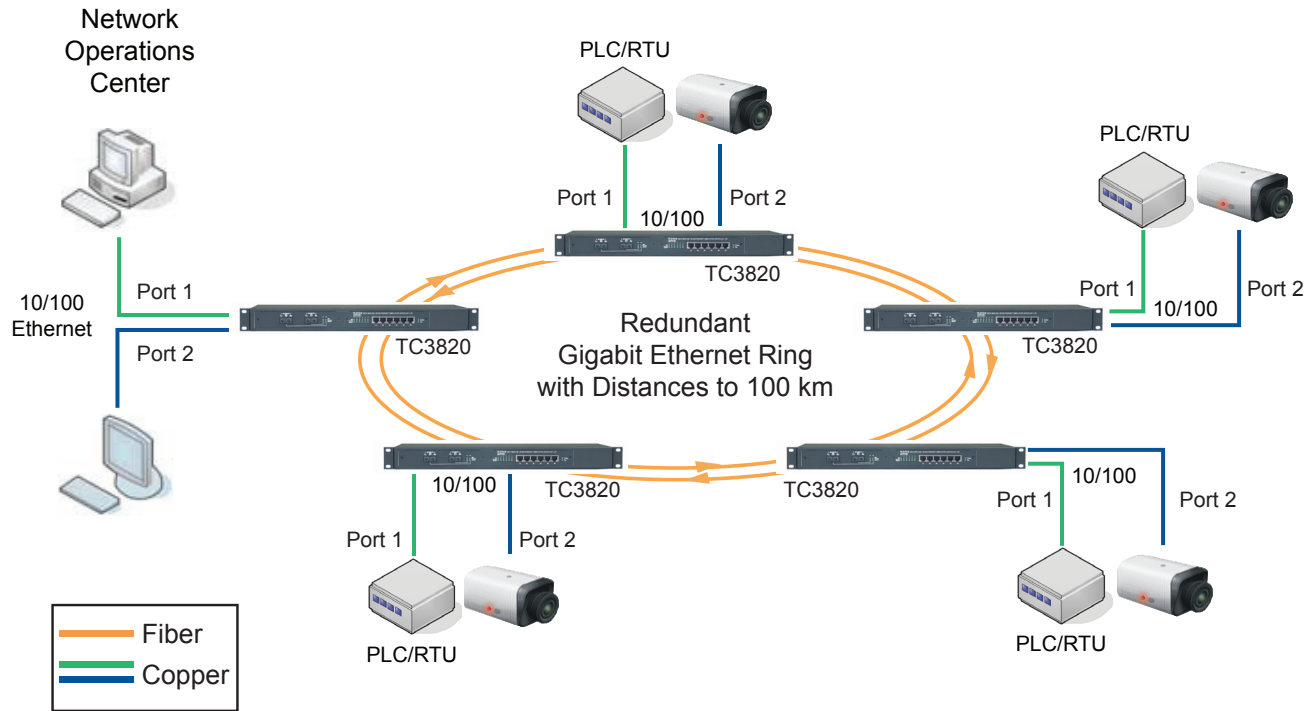 Network
Operations
Center
PLC/RTU
Port 1
Port 2
10/100
TC3820
PLC/RTU
Port 1
Port 2
10/100
TC3820
10/100
Ethernet
Port 1
Port 2
TC3820
Redundant
Gigabit Ethernet Ring
with Distances to 100 km
10/100
TC3820
Port 1
Port 2
PLC/RTU
TC3820
10/100
Port 1
Port 2
PLC/RTU
Fiber
Copper